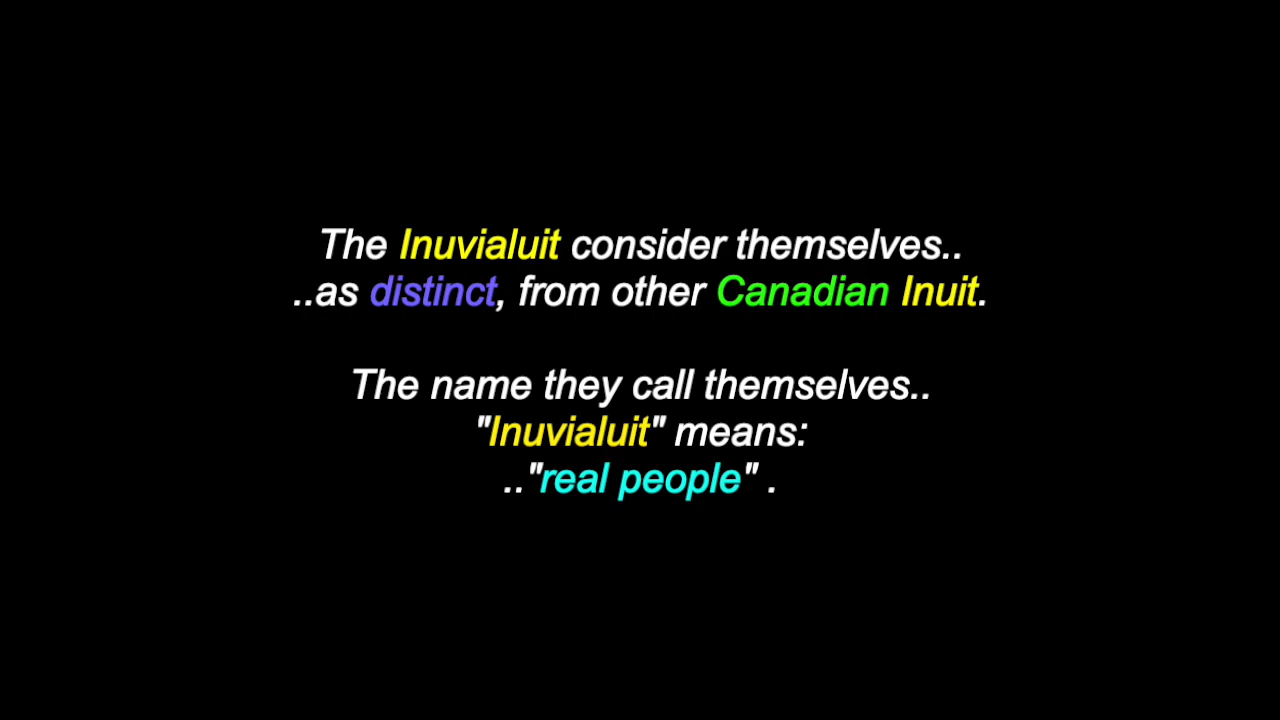 The Inuvialuit consider themselves..
..as distinct, from other Canadian Inuit.
The name they call themselves..
"Inuvialuit" means:
.."real people" .